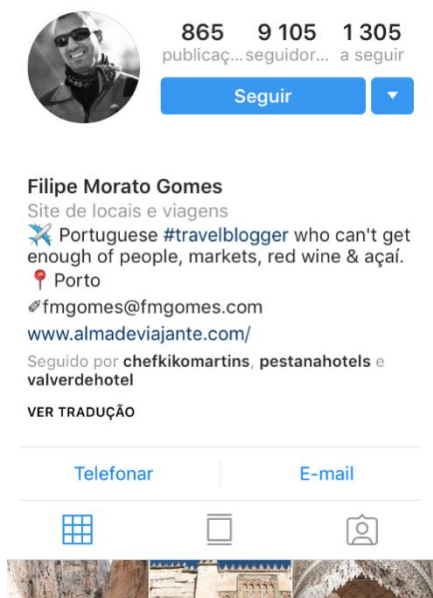 865 9 105 1 305
publicaç... seguidor... a seguir
Seguir
Filipe Morato Gomes
Site de locais e viagens
✈️ Portuguese #travelblogger who can't get
enough of people, markets, red wine & açaí.
📍 Porto
✐fmgomes@fmgomes.com
www.almadeviajante.com/
Seguido por chefkikomartins, pestanahotels e
valverdehotel
VER TRADUÇÃO
Telefonar E-mail